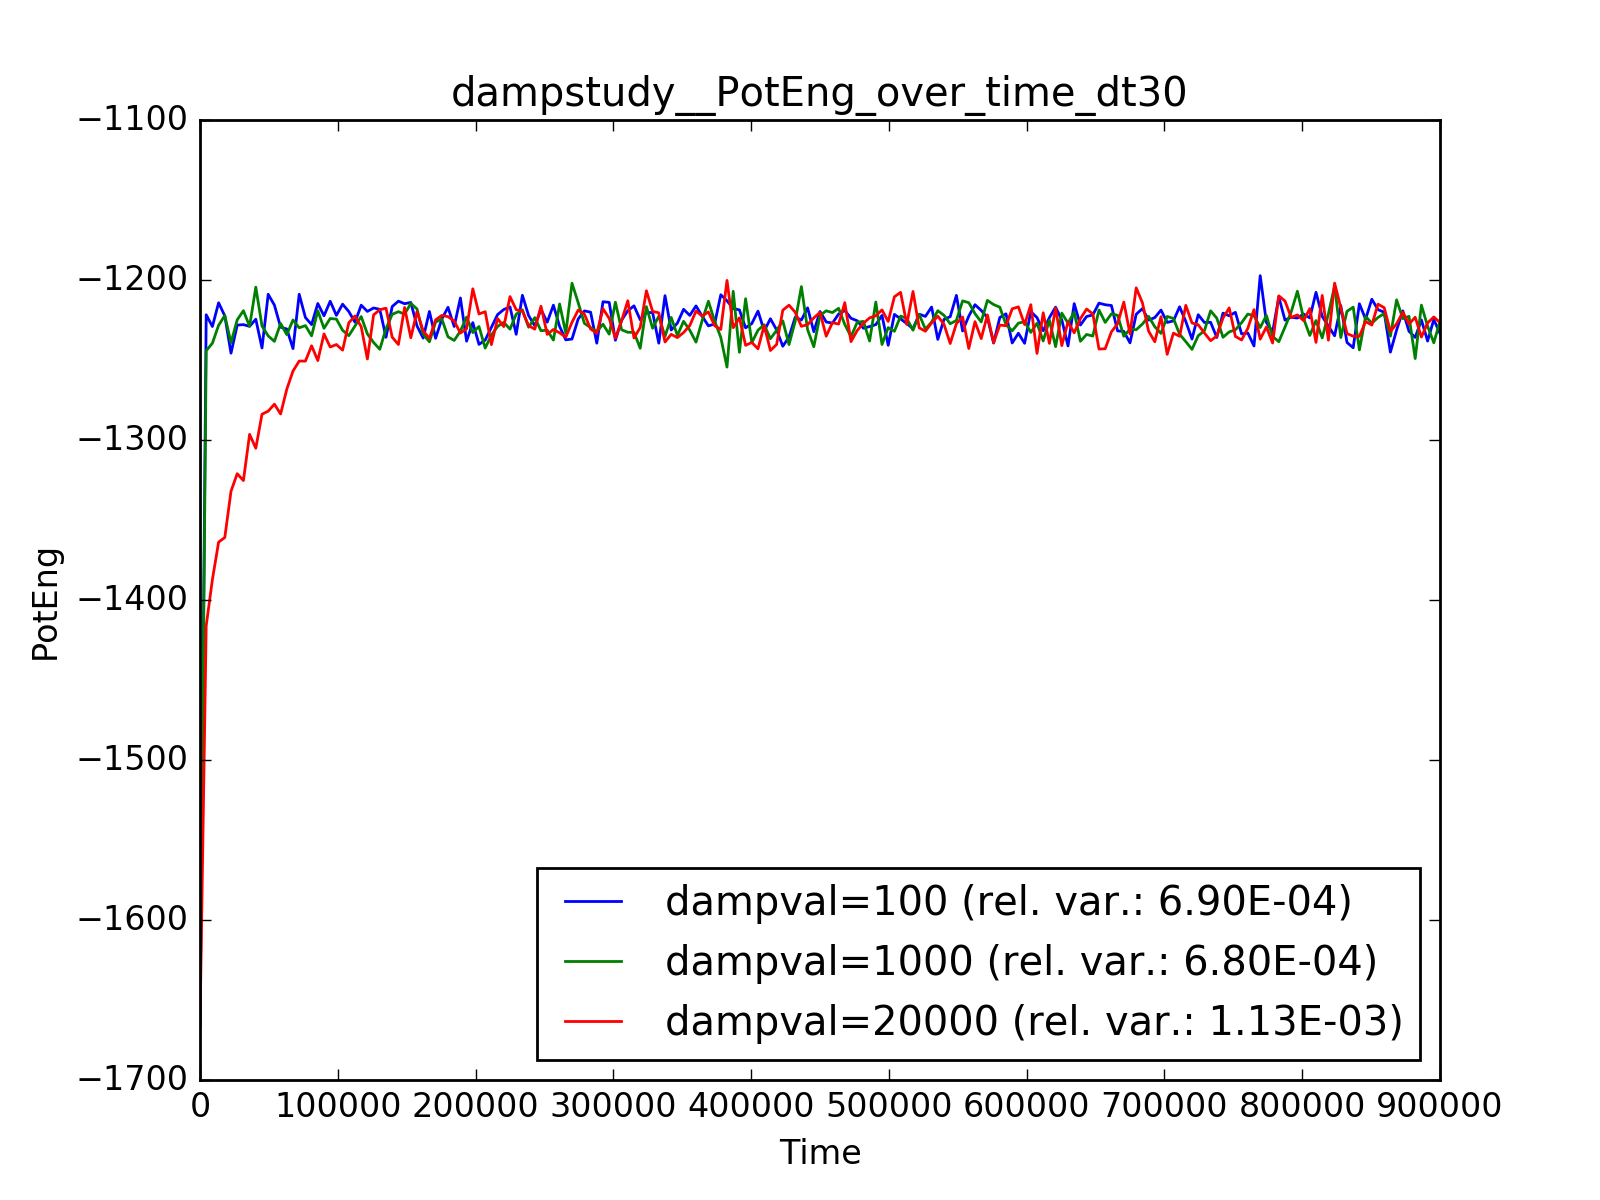 dampstudy__PotEng_over_time_dt30
PotEng
−1100
−1200
−1300
−1400
−1500
−1600
−1700
dampval=100 (rel. var.: 6.90E-04)
dampval=1000 (rel. var.: 6.80E-04)
dampval=20000 (rel. var.: 1.13E-03)
0 100000 200000 300000 400000 500000 600000 700000 800000 900000
Time